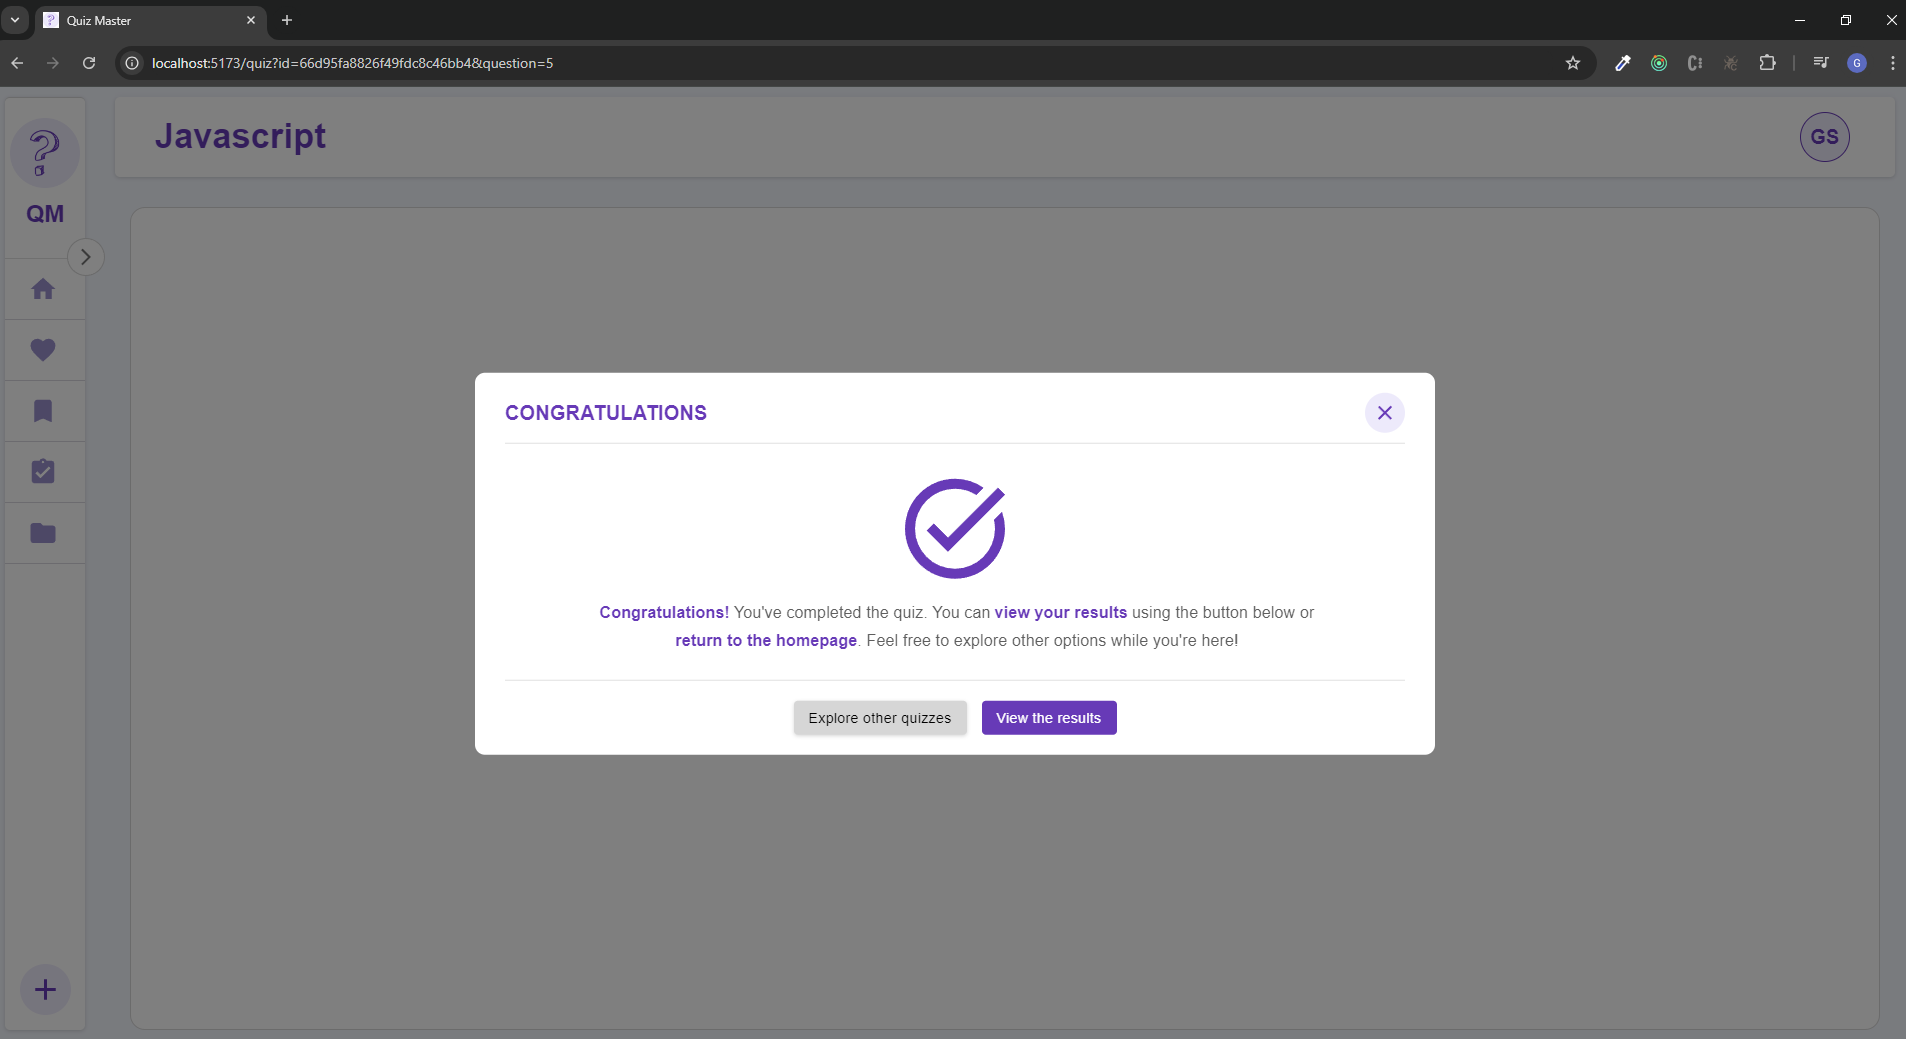 Quiz Master
localhost:5173/quiz?id=66d95fa8826f49fdc8c46bb4&question=5
G
Javascript
GS
QM
CONGRATULATIONS
Congratulations! You've completed the quiz. You can view your results using the button below or
return to the homepage. Feel free to explore other options while you're here!
Explore other quizzes
View the results